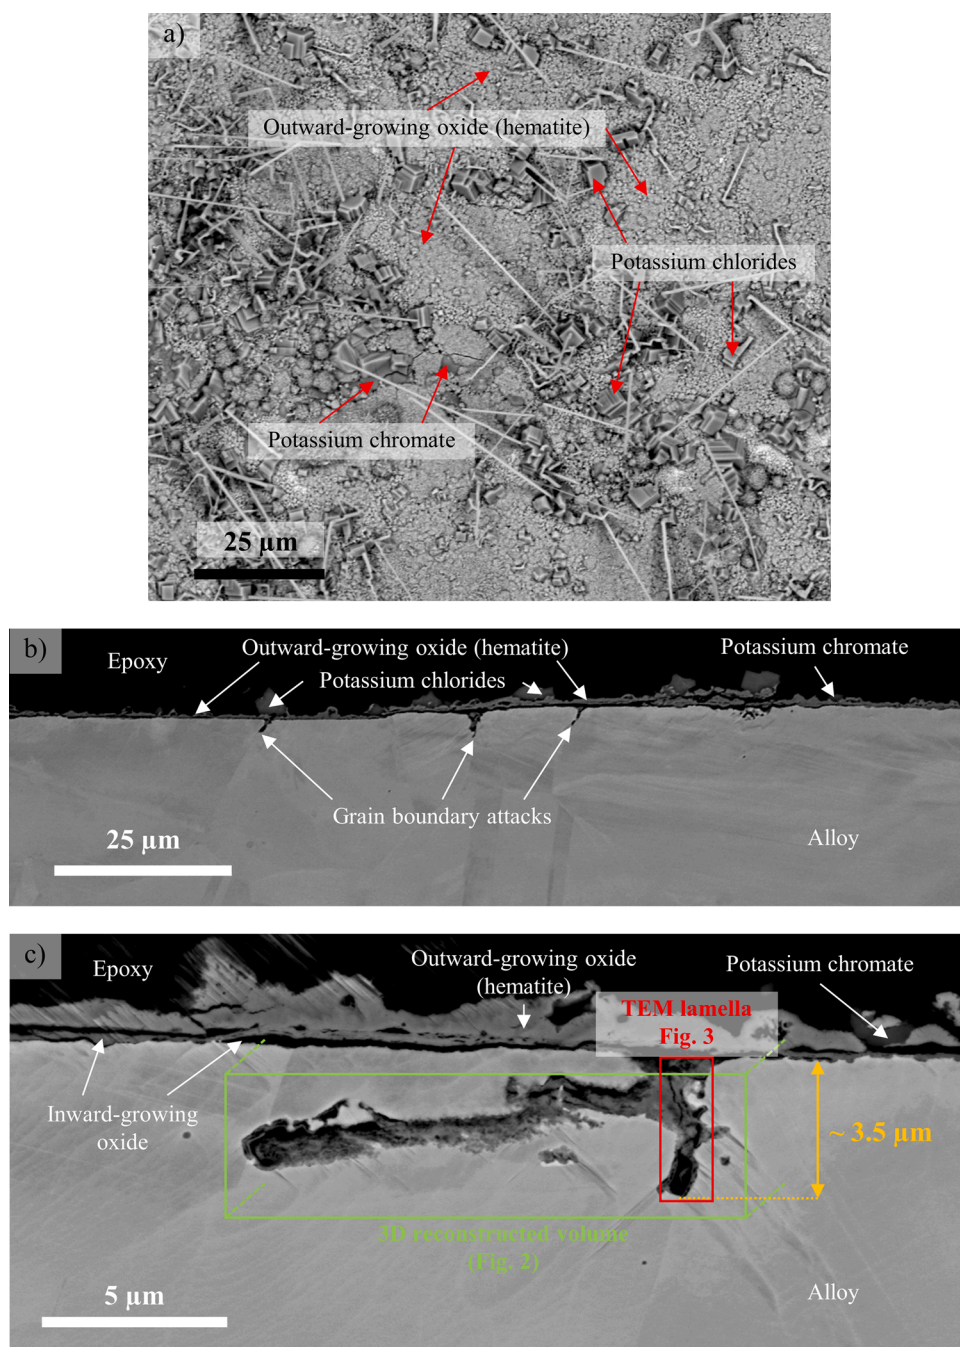 a)
Outward-growing oxide (hematite)
Potassium chlorides
Potassium chromate
25 µm
b)
Epoxy
Outward-growing oxide (hematite)
Potassium chlorides
Potassium chromate
Grain boundary attacks
25 µm
Alloy
c)
Epoxy
Outward-growing oxide
(hematite)
Potassium chromate
TEM lamella
Fig. 3
Inward-growing
oxide
~ 3.5 µm
3D reconstructed volume
(Fig. 2)
5 µm
Alloy